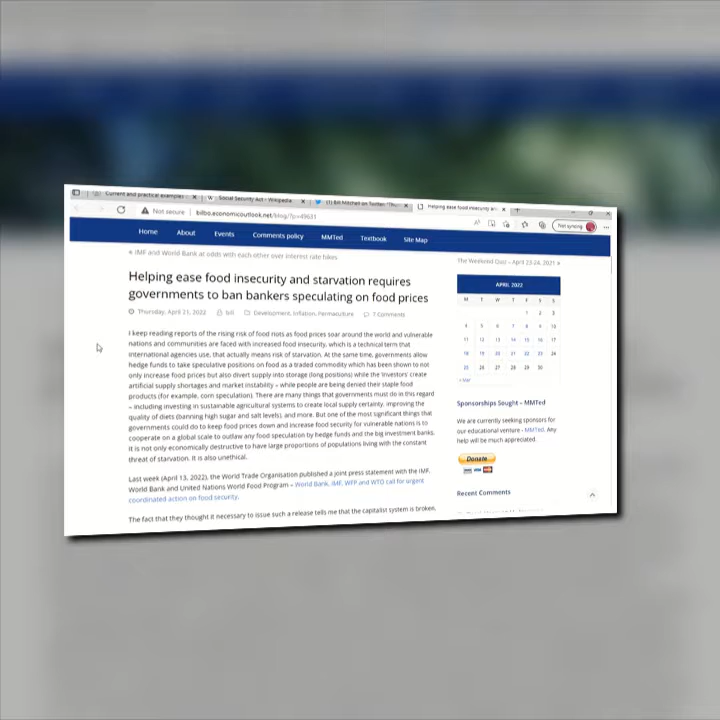 Current and practical examples
Social Security Act - Wikipedia
(1) Bill Mitchell on Twitter
Helping ease food insecurity an
Not secure | bilbo.economicoutlook.net/blog/?p=49631
Not syncing
Home About Events Comments policy MMTed Textbook Site Map
« IMF and World Bank at odds with each other over interest rate hikes
The Weekend Quiz – April 23-24, 2021 »
Helping ease food insecurity and starvation requires
governments to ban bankers speculating on food prices
Thursday, April 21, 2022 bill Development, Inflation, Permaculture 7 Comments
I keep reading reports of the rising risk of food riots as food prices soar around the world and vulnerable
nations and communities are faced with increased food insecurity, which is a technical term that
international agencies use, that actually means risk of starvation. At the same time, governments allow
hedge funds to take speculative positions on food as a traded commodity which has been shown to not
only increase food prices but also divert supply into storage (long positions) while the 'investors' create
artificial supply shortages and market instability – while people are being denied their staple food
products (for example, corn speculation). There are many things that governments must do in this regard
– including investing in sustainable agricultural systems to create local supply certainty, improving the
quality of diets (banning high sugar and salt levels), and more. But one of the most significant things that
governments could do to keep food prices down and increase food security for vulnerable nations is to
cooperate on a global scale to outlaw any food speculation by hedge funds and the big investment banks.
It is not only economically destructive to have large proportions of populations living with the constant
threat of starvation. It is also unethical.
Last week (April 13, 2022), the World Trade Organisation published a joint press statement with the IMF,
World Bank and United Nations World Food Program – World Bank, IMF, WFP and WTO call for urgent
coordinated action on food security.
The fact that they thought it necessary to issue such a release tells me that the capitalist system is broken.
APRIL 2022
M T W T F S S
1 2 3
4 5 6 7 8 9 10
11 12 13 14 15 16 17
18 19 20 21 22 23 24
25 26 27 28 29 30
« Mar
Sponsorships Sought – MMTed
We are currently seeking sponsors for
our educational venture – MMTed. Any
help will be much appreciated.
Donate
Recent Comments